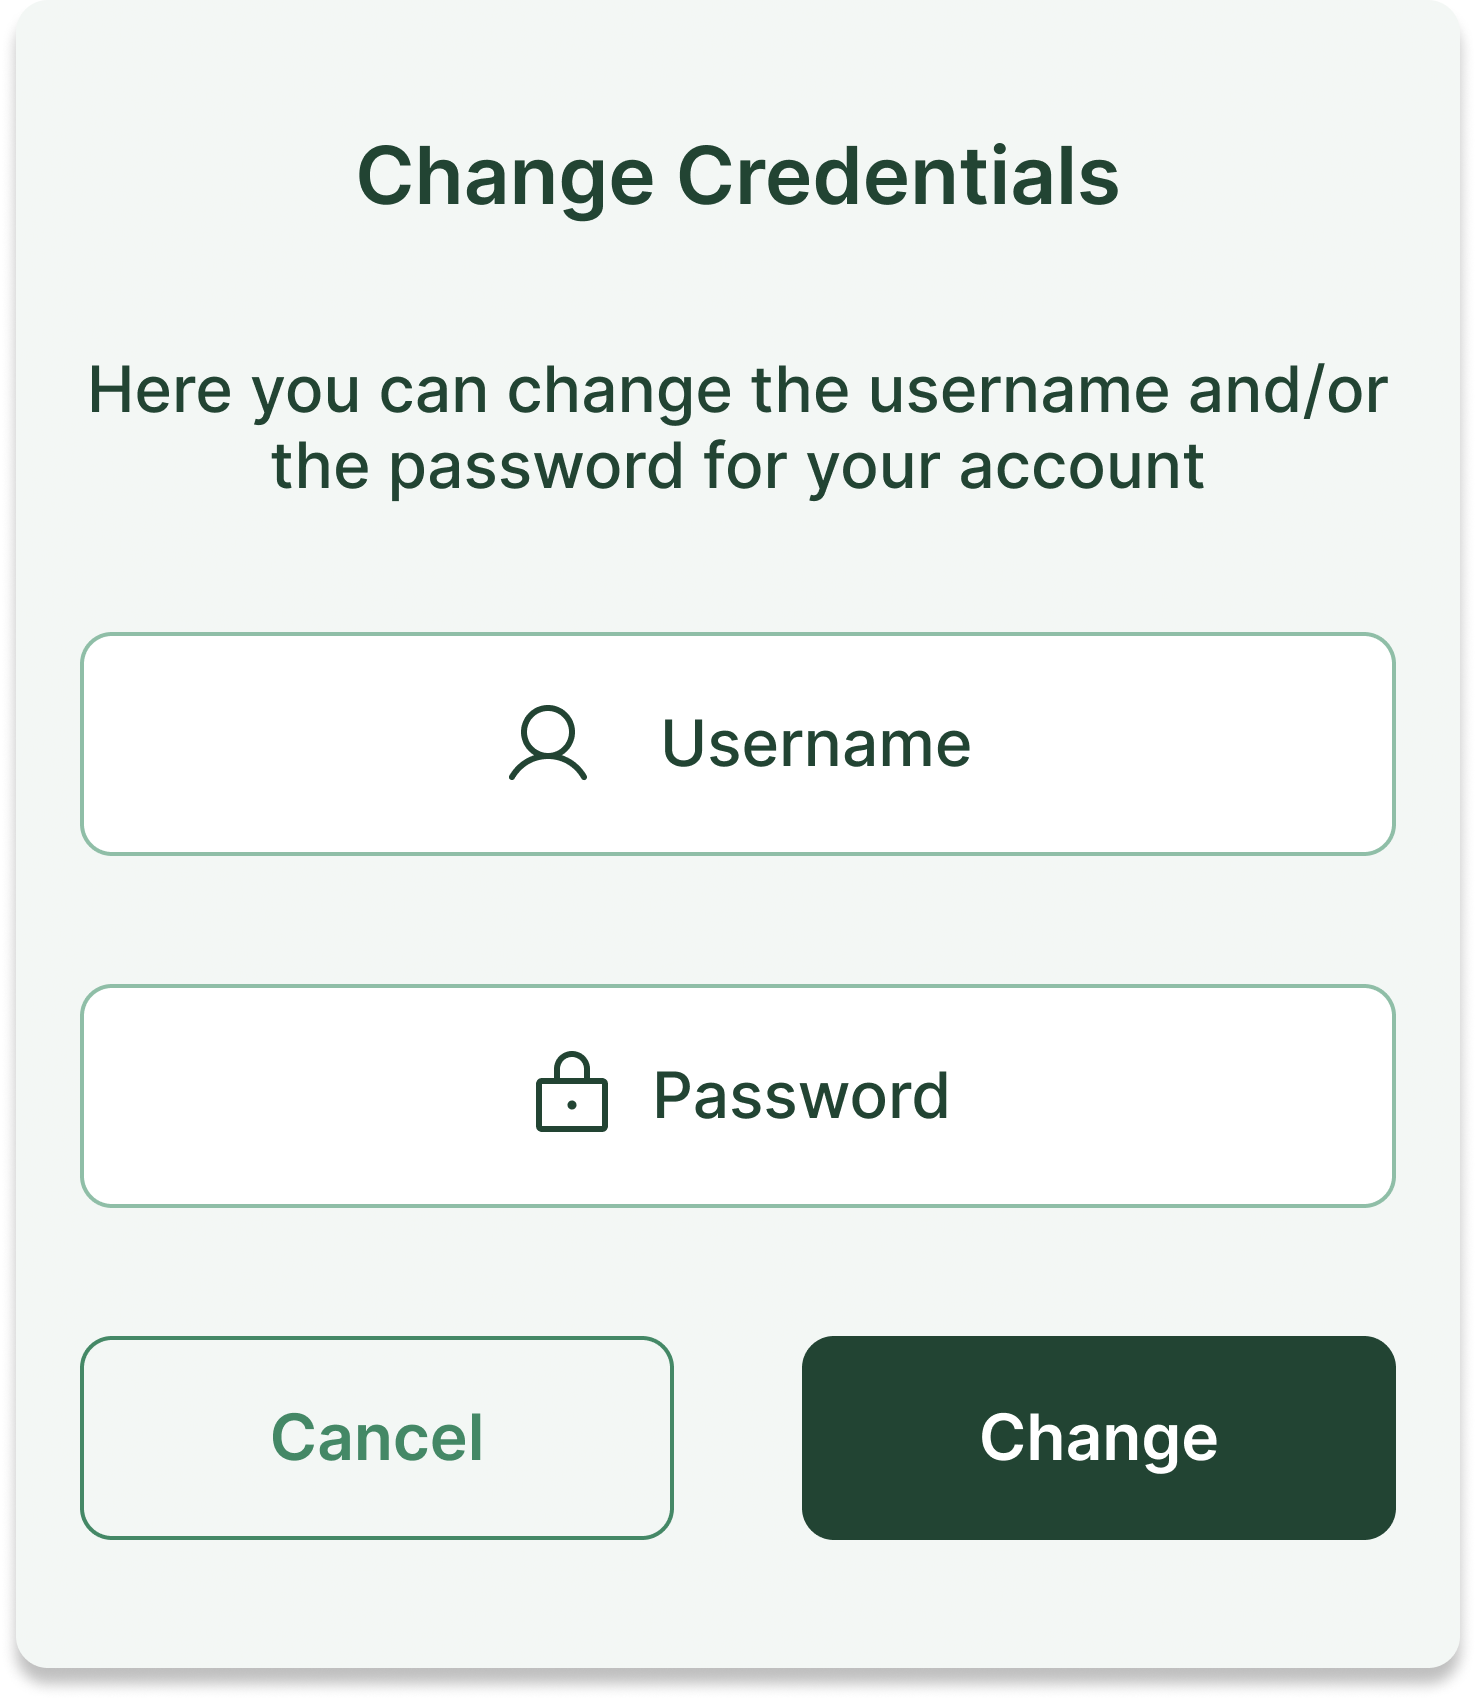 Change Credentials
Here you can change the username and/or
the password for your account
Username
Password
Cancel
Change